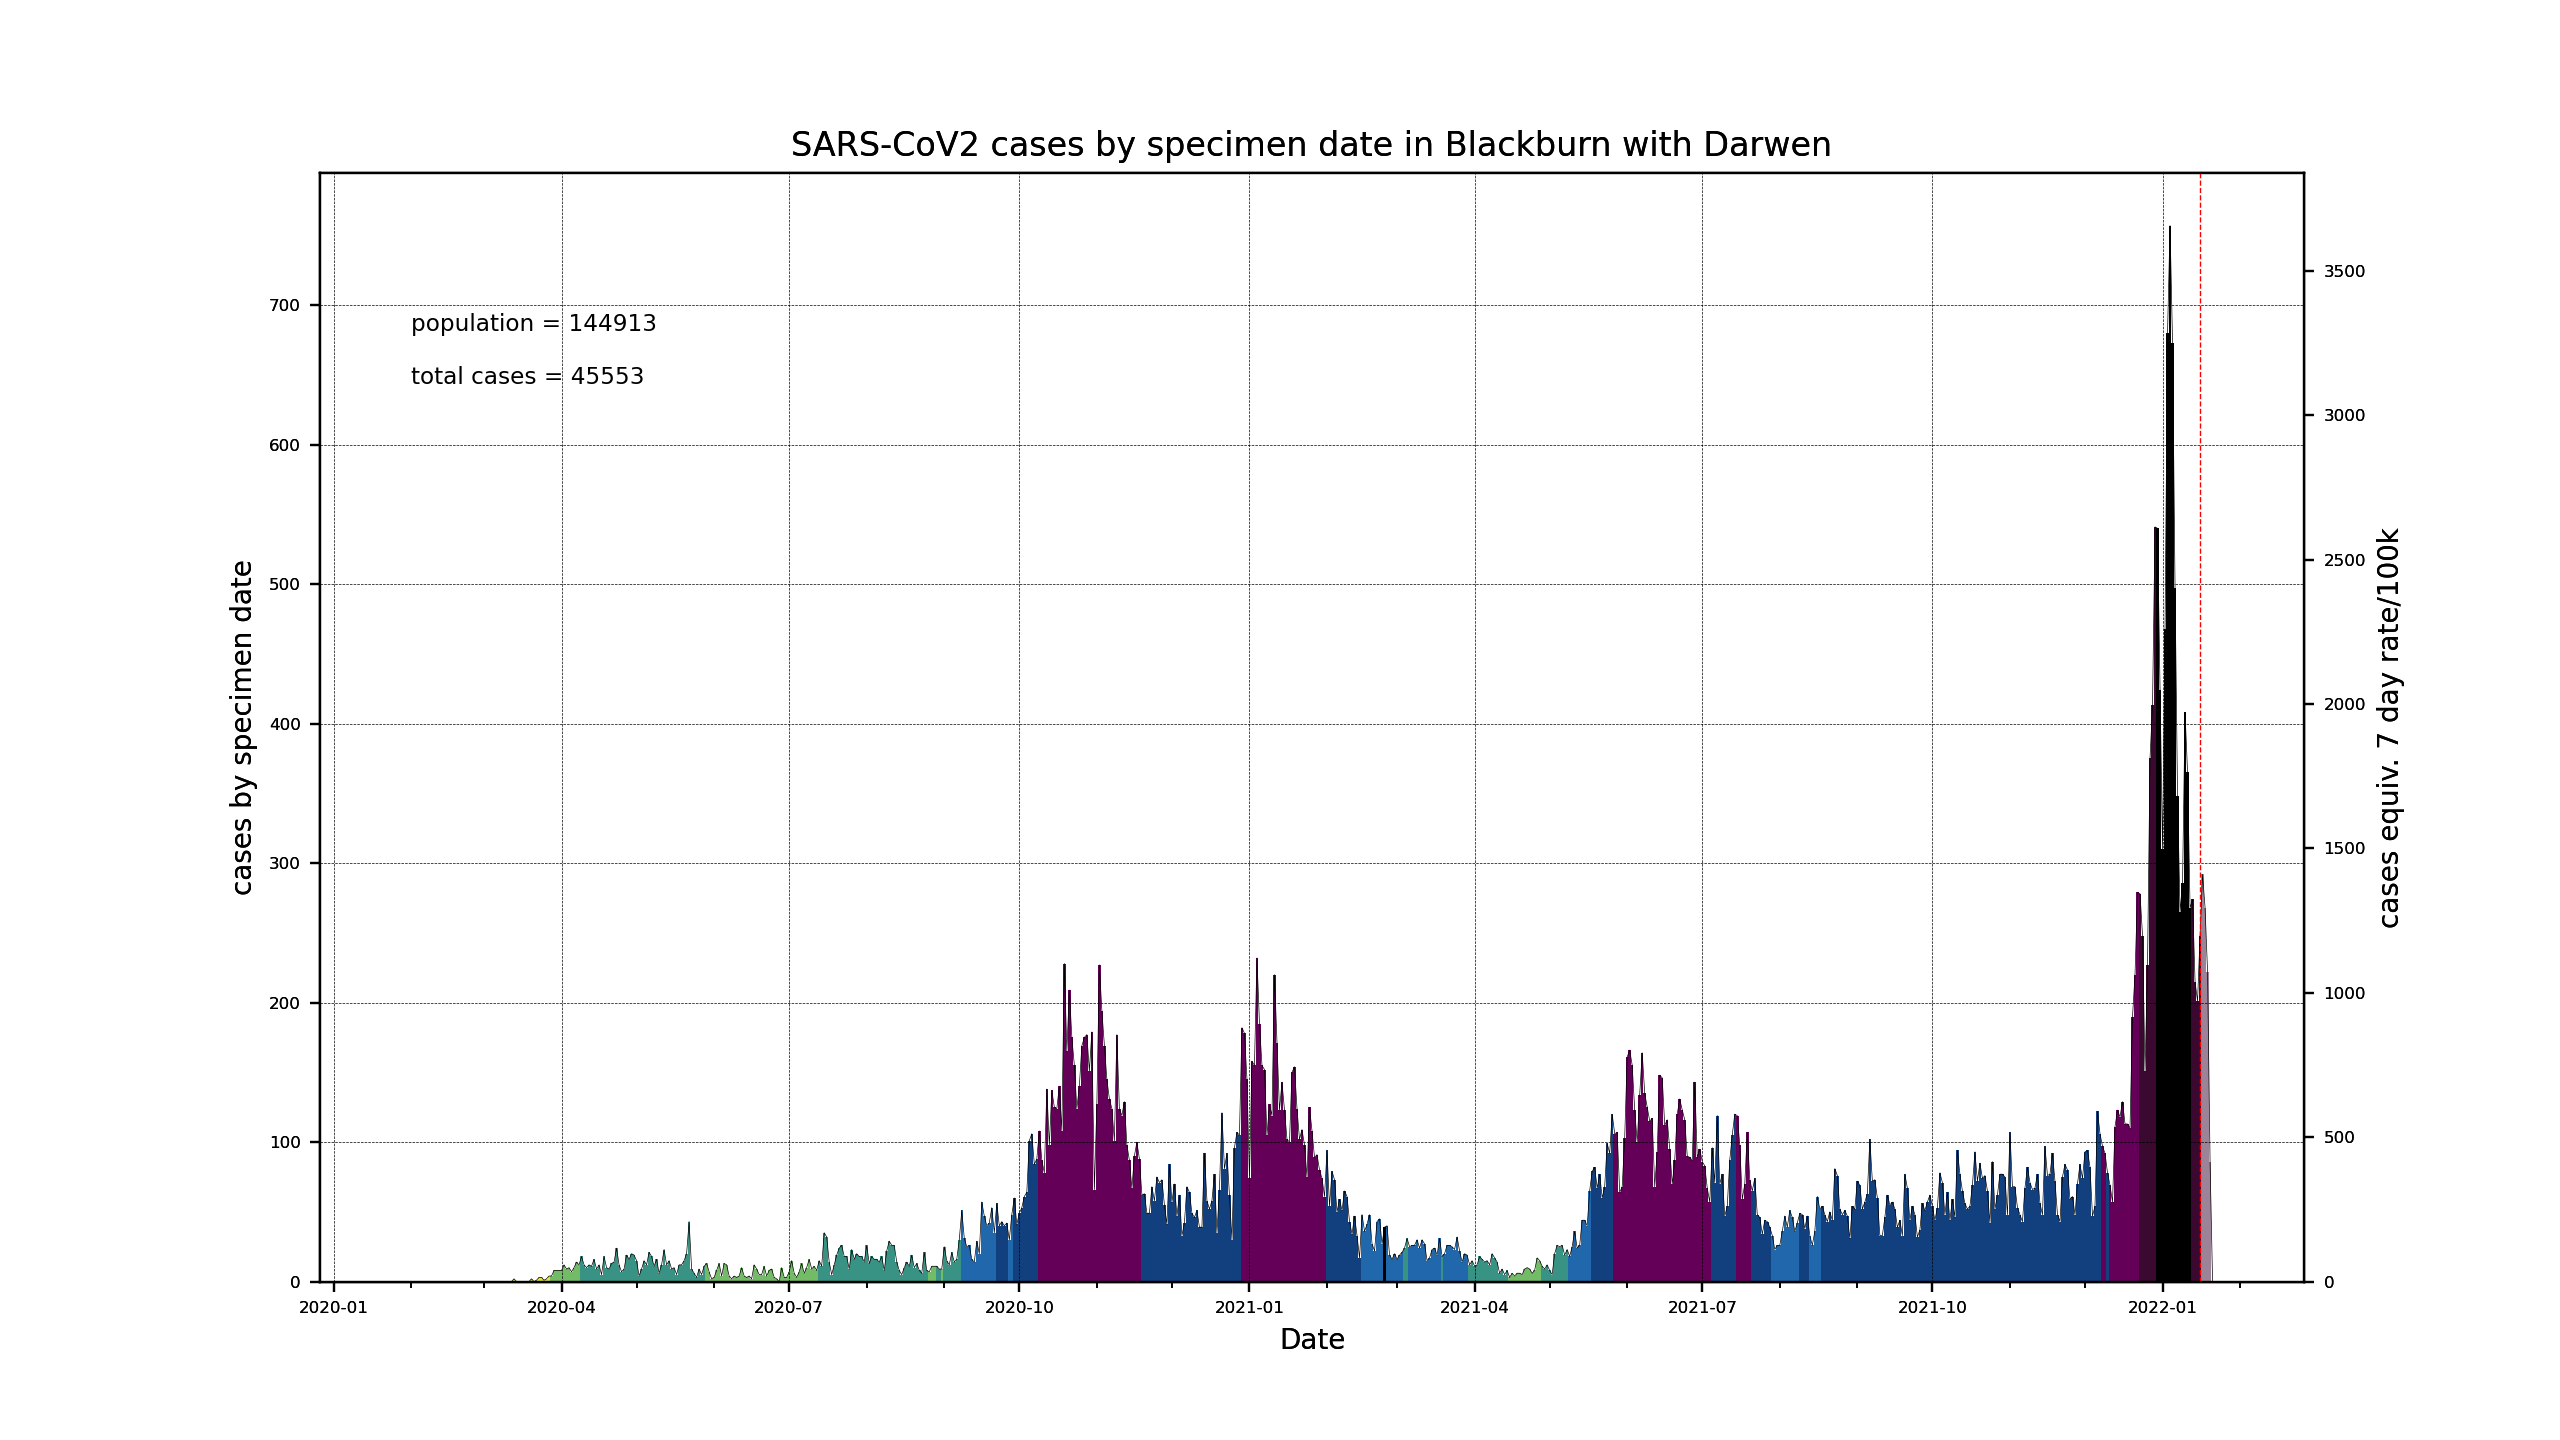 SARS-CoV2 cases by specimen date in Blackburn with Darwen
population = 144913
total cases = 45553
cases by specimen date
700
600
500
400
300
200
100
0
3500
3000
2500
2000
1500
1000
500
0
cases equiv. 7 day rate/100k
2020-01 2020-04 2020-07 2020-10 2021-01 2021-04 2021-07 2021-10 2022-01
Date